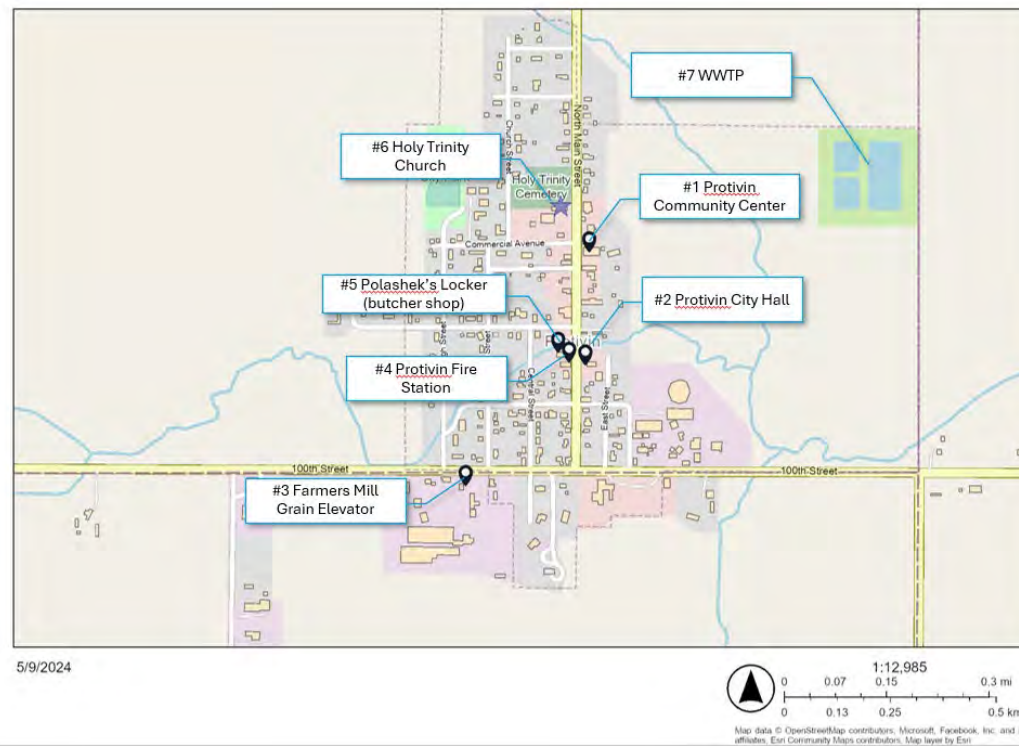 #7 WWTP
North Main Street
Church Street
#6 Holy Trinity
Church
Holy Trinity
Cemetery
#1 Protivin
Community Center
Commercial Avenue
#5 Polashek's Locker
(butcher shop)
#2 Protivin City Hall
Street
Street
#4 Protivin Fire
Station
Central Street
East Street
100th Street
100th Street
#3 Farmers Mill
Grain Elevator
5/9/2024
1:12,985
0 0.07 0.15 0.3 mi
0 0.13 0.25 0.5 km
Map data © OpenStreetMap contributors, Microsoft, Facebook, Inc. and
affiliates, Esri Community Maps contributors, Map layer by Esri